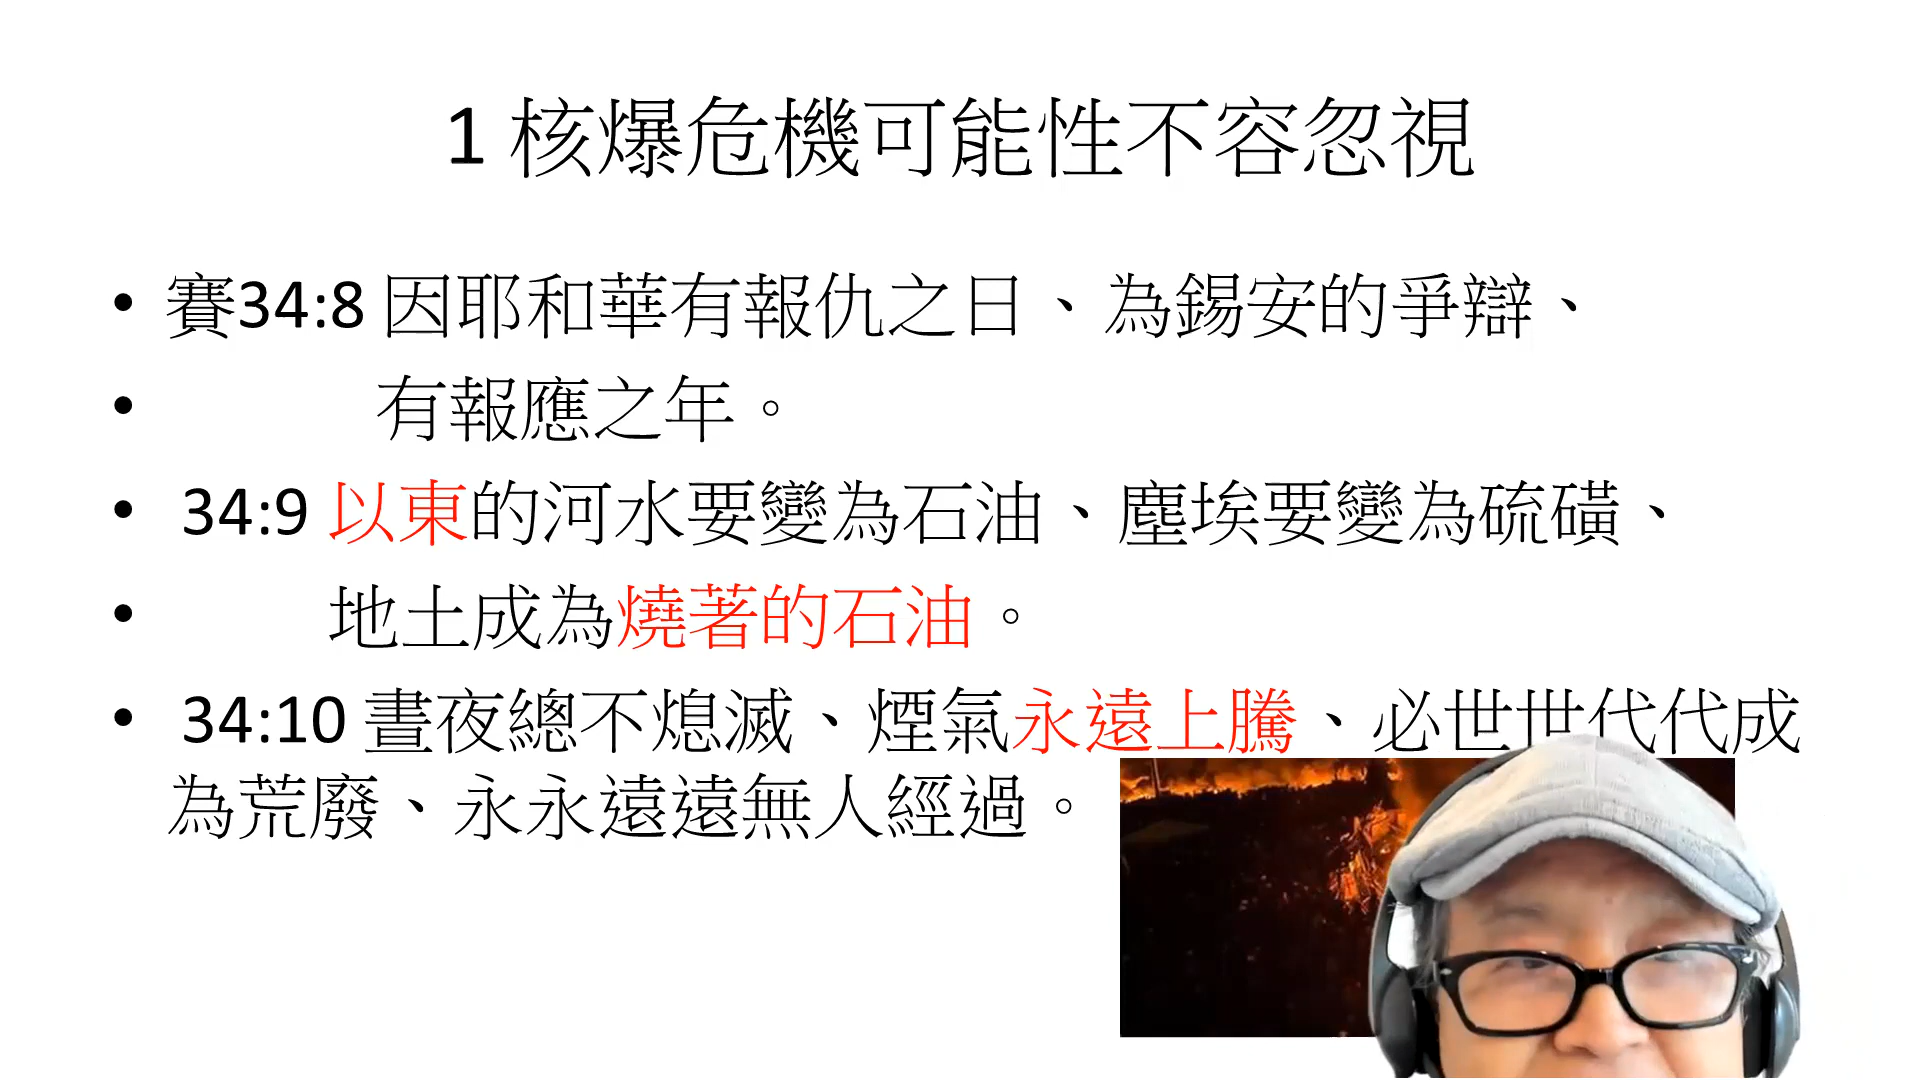 1 核爆危機可能性不容忽視
• 賽34:8 因耶和華有報仇之日、為錫安的爭辯、
• 有報應之年。
• 34:9 以東的河水要變為石油、塵埃要變為硫磺、
• 地土成為燒著的石油。
• 34:10 晝夜總不熄滅、煙氣永遠上騰、必世世代代成
為荒廢、永永遠遠無人經過。